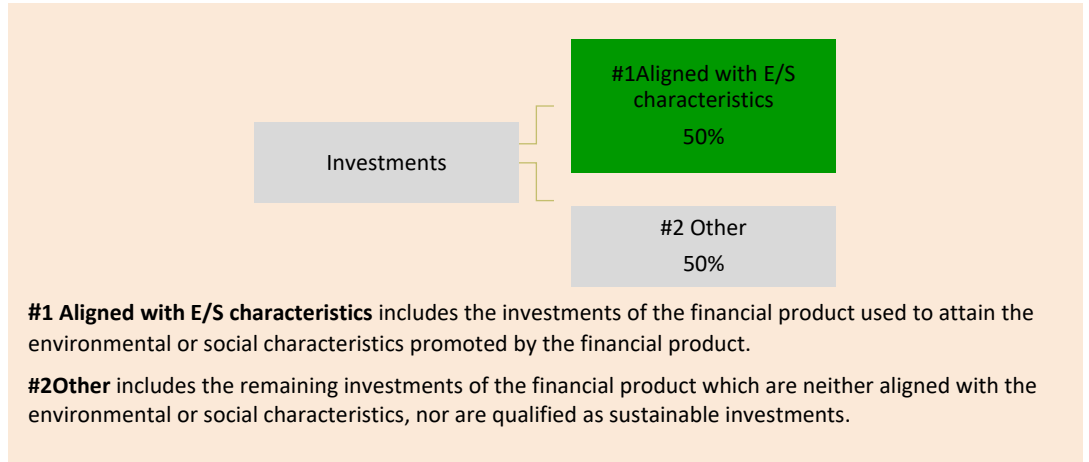 #1Aligned with E/S
characteristics
50%
Investments
#2 Other
50%
#1 Aligned with E/S characteristics includes the investments of the financial product used to attain the
environmental or social characteristics promoted by the financial product.
#2Other includes the remaining investments of the financial product which are neither aligned with the
environmental or social characteristics, nor are qualified as sustainable investments.